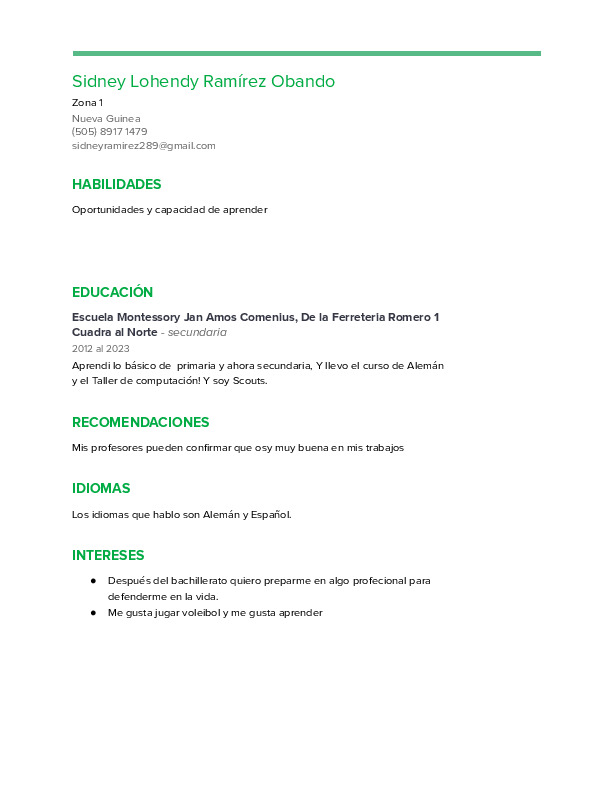 Sidney Lohendy Ramírez Obando
Zona 1
Nueva Guinea
(505) 8917 1479
sidneyramirez289@gmail.com
HABILIDADES
Oportunidades y capacidad de aprender
EDUCACIÓN
Escuela Montessory Jan Amos Comenius, De la Ferreteria Romero 1
Cuadra al Norte - secundaria
2012 al 2023
Aprendi lo básico de primaria y ahora secundaria, Y llevo el curso de Alemán
y el Taller de computación! Y soy Scouts.
RECOMENDACIONES
Mis profesores pueden confirmar que osy muy buena en mis trabajos
IDIOMAS
Los idiomas que hablo son Alemán y Español.
INTERESES
● Después del bachillerato quiero prepararme en algo profecional para
defenderme en la vida.
● Me gusta jugar voleibol y me gusta aprender